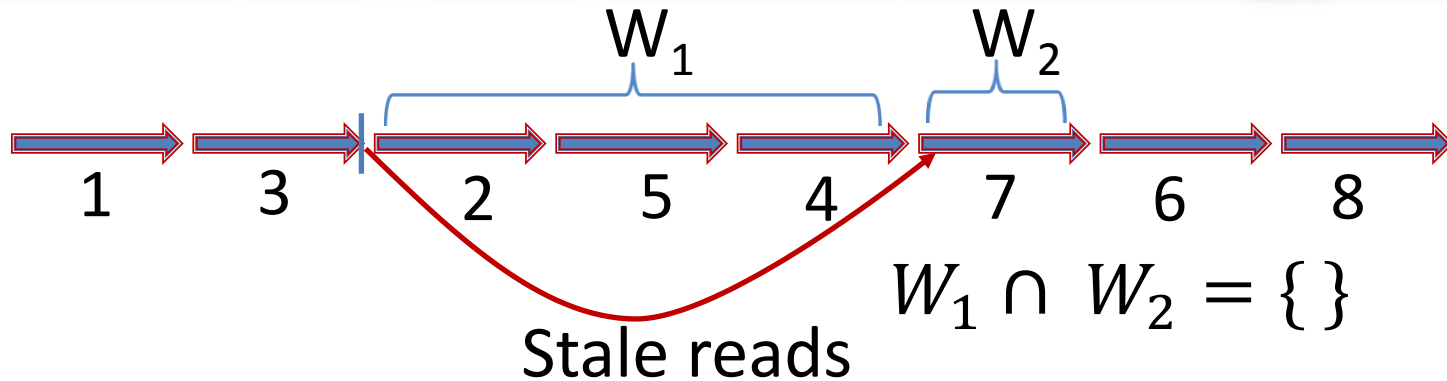 W₁ W₂
1 3 2 5 4 7 6 8
W₁ ∩ W₂ = { }
Stale reads